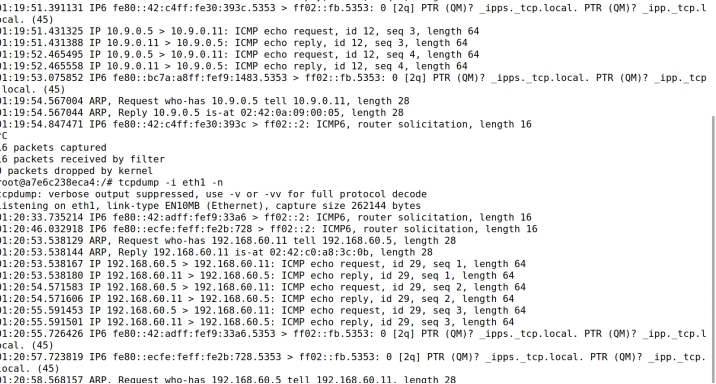 01:19:51.391131 IP6 fe80::42:c4ff:fe30:393c.5353 > ff02::fb.5353: 0 [2q] PTR (QM)? _ipps._tcp.local. PTR (QM)? _ipp._tcp.l
ocal. (45)
01:19:51.431325 IP 10.9.0.5 > 10.9.0.11: ICMP echo request, id 12, seq 3, length 64
01:19:51.431388 IP 10.9.0.11 > 10.9.0.5: ICMP echo reply, id 12, seq 3, length 64
01:19:52.465495 IP 10.9.0.5 > 10.9.0.11: ICMP echo request, id 12, seq 4, length 64
01:19:52.465558 IP 10.9.0.11 > 10.9.0.5: ICMP echo reply, id 12, seq 4, length 64
01:19:53.075852 IP6 fe80::bc7a:a8ff:fef9:1483.5353 > ff02::fb.5353: 0 [2q] PTR (QM)? _ipps._tcp.local. PTR (QM)? _ipp._tcp
.local. (45)
01:19:54.567004 ARP, Request who-has 10.9.0.5 tell 10.9.0.11, length 28
01:19:54.567044 ARP, Reply 10.9.0.5 is-at 02:42:0a:09:00:05, length 28
01:19:54.847471 IP6 fe80::42:c4ff:fe30:393c > ff02::2: ICMP6, router solicitation, length 16
^C
16 packets captured
16 packets received by filter
0 packets dropped by kernel
root@a7e6c238eca4:/# tcpdump -i eth1 -n
tcpdump: verbose output suppressed, use -v or -vv for full protocol decode
listening on eth1, link-type EN10MB (Ethernet), capture size 262144 bytes
01:20:33.735214 IP6 fe80::42:adff:fef9:33a6 > ff02::2: ICMP6, router solicitation, length 16
01:20:46.032918 IP6 fe80::ecfe:feff:fe2b:728 > ff02::2: ICMP6, router solicitation, length 16
01:20:53.538129 ARP, Request who-has 192.168.60.11 tell 192.168.60.5, length 28
01:20:53.538144 ARP, Reply 192.168.60.11 is-at 02:42:c0:a8:3c:0b, length 28
01:20:53.538167 IP 192.168.60.5 > 192.168.60.11: ICMP echo request, id 29, seq 1, length 64
01:20:53.538180 IP 192.168.60.11 > 192.168.60.5: ICMP echo reply, id 29, seq 1, length 64
01:20:54.571583 IP 192.168.60.5 > 192.168.60.11: ICMP echo request, id 29, seq 2, length 64
01:20:54.571606 IP 192.168.60.11 > 192.168.60.5: ICMP echo reply, id 29, seq 2, length 64
01:20:55.591453 IP 192.168.60.5 > 192.168.60.11: ICMP echo request, id 29, seq 3, length 64
01:20:55.591501 IP 192.168.60.11 > 192.168.60.5: ICMP echo reply, id 29, seq 3, length 64
01:20:55.726426 IP6 fe80::42:adff:fef9:33a6.5353 > ff02::fb.5353: 0 [2q] PTR (QM)? _ipps._tcp.local. PTR (QM)? _ipp._tcp.l
ocal. (45)
01:20:57.723819 IP6 fe80::ecfe:feff:fe2b:728.5353 > ff02::fb.5353: 0 [2q] PTR (QM)? _ipps._tcp.local. PTR (QM)? _ipp._tcp.
local. (45)
01:20:58.568157 ARP, Request who-has 192.168.60.5 tell 192.168.60.11, length 28